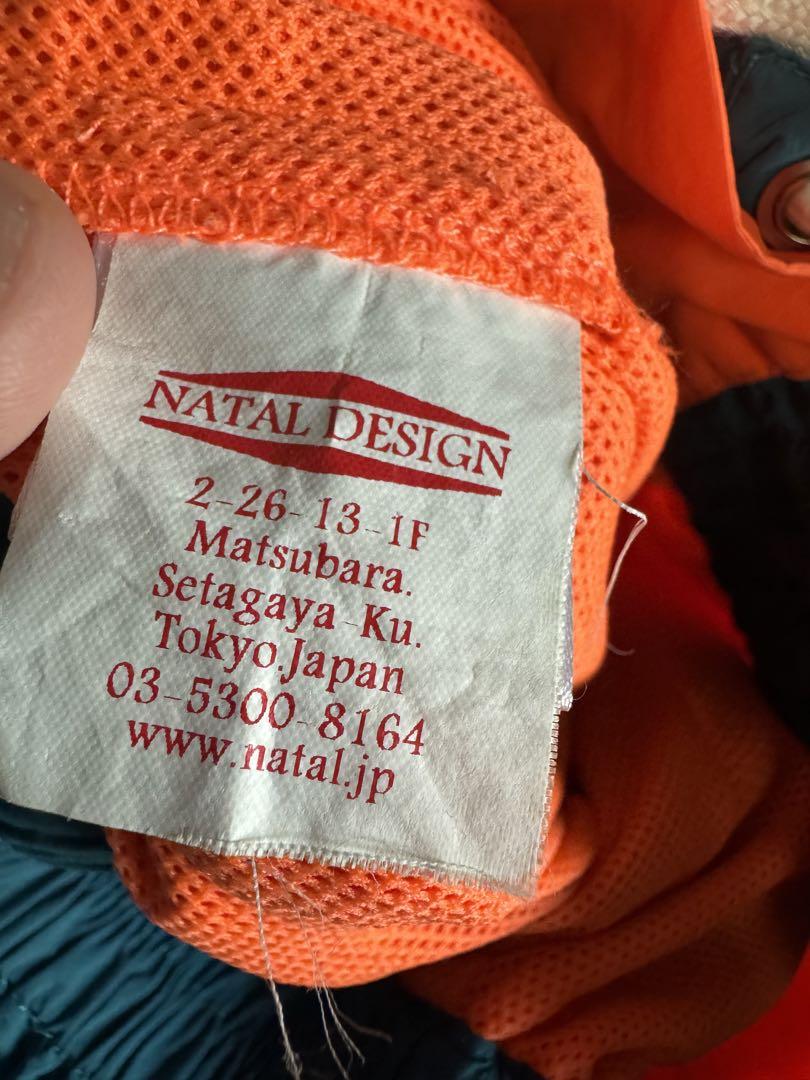 NATAL DESIGN
2-26-13-1F
Matsubara.
Setagaya-Ku.
Tokyo.Japan
03-5300-8164
www.natal.jp